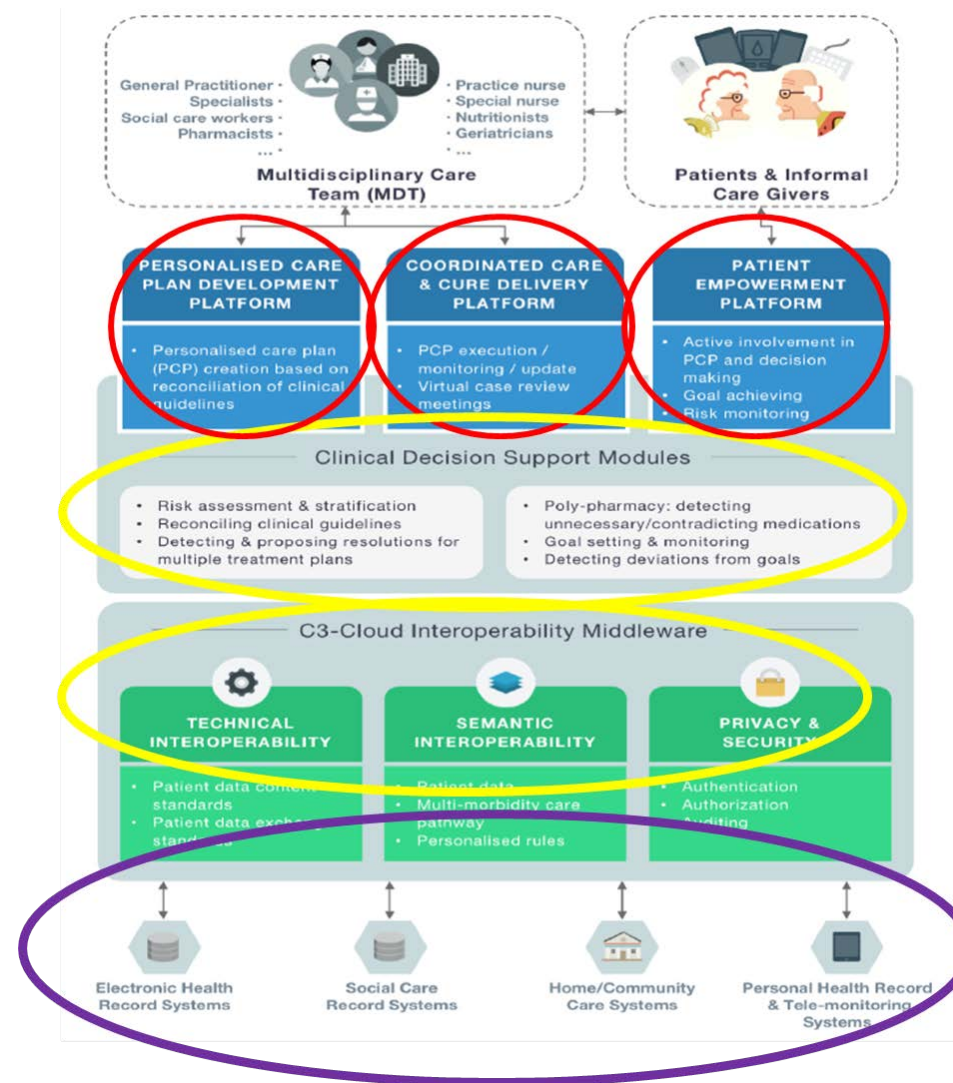 General Practitioner ·
Specialists ·
Social care workers ·
Pharmacists ·
... ·
· Practice nurse
· Special nurse
· Nutritionists
· Geriatricians
· ...
Multidisciplinary Care
Team (MDT)
Patients & Informal
Care Givers
PERSONALISED CARE
PLAN DEVELOPMENT
PLATFORM
• Personalised care plan
(PCP) creation based on
reconciliation of clinical
guidelines
COORDINATED CARE
& CURE DELIVERY
PLATFORM
• PCP execution /
monitoring / update
• Virtual case review
meetings
PATIENT
EMPOWERMENT
PLATFORM
• Active involvement in
PCP and decision
making
• Goal achieving
• Risk monitoring
Clinical Decision Support Modules
• Risk assessment & stratification
• Reconciling clinical guidelines
• Detecting & proposing resolutions for
multiple treatment plans
• Poly-pharmacy: detecting
unnecessary/contradicting medications
• Goal setting & monitoring
• Detecting deviations from goals
C3-Cloud Interoperability Middleware
TECHNICAL
INTEROPERABILITY
• Patient data content
standards
• Patient data exchange
standards
SEMANTIC
INTEROPERABILITY
• Patient data
• Multi-morbidity care
pathway
• Personalised rules
PRIVACY &
SECURITY
• Authentication
• Authorization
• Auditing
Electronic Health
Record Systems
Social Care
Record Systems
Home/Community
Care Systems
Personal Health Record
& Tele-monitoring
Systems